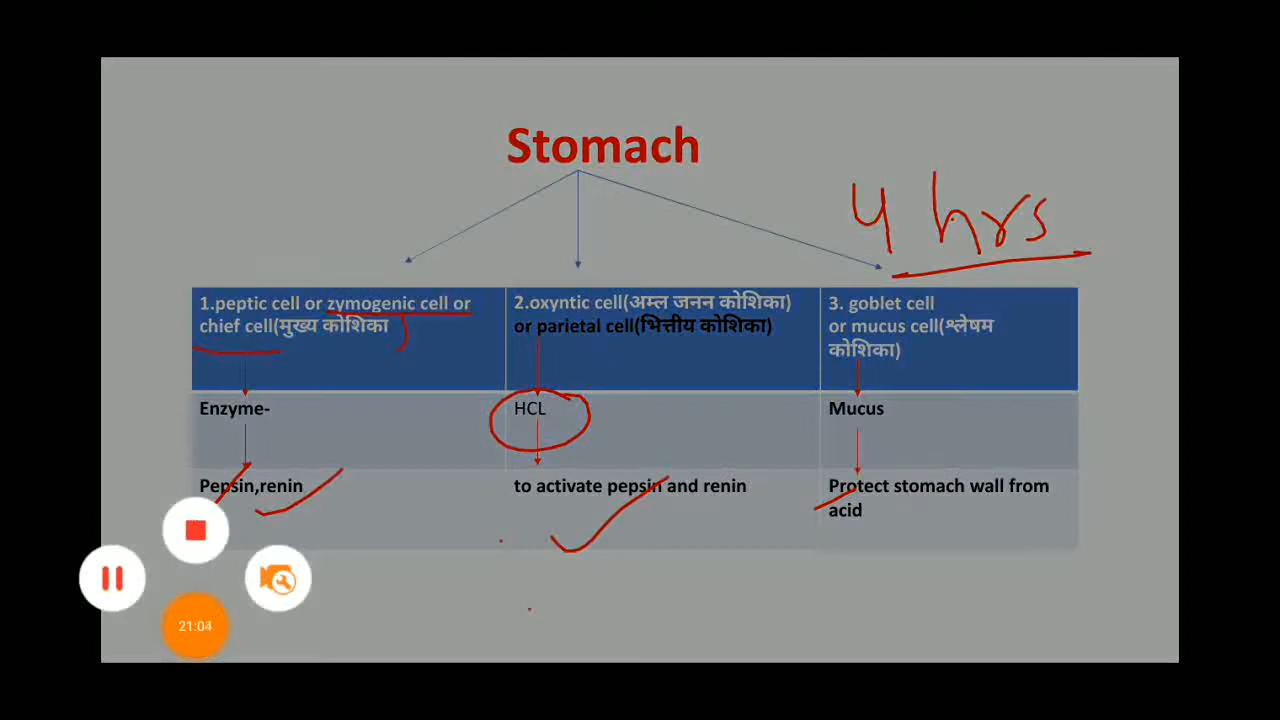 Stomach
4 hrs
1.peptic cell or zymogenic cell or
chief cell(मुख्य कोशिका
2.oxyntic cell(अम्ल जनन कोशिका)
or parietal cell(भित्तीय कोशिका)
3. goblet cell
or mucus cell(श्लेषम
कोशिका)
Enzyme-
HCL
Mucus
Pepsin,renin
to activate pepsin and renin
Protect stomach wall from
acid
21:04